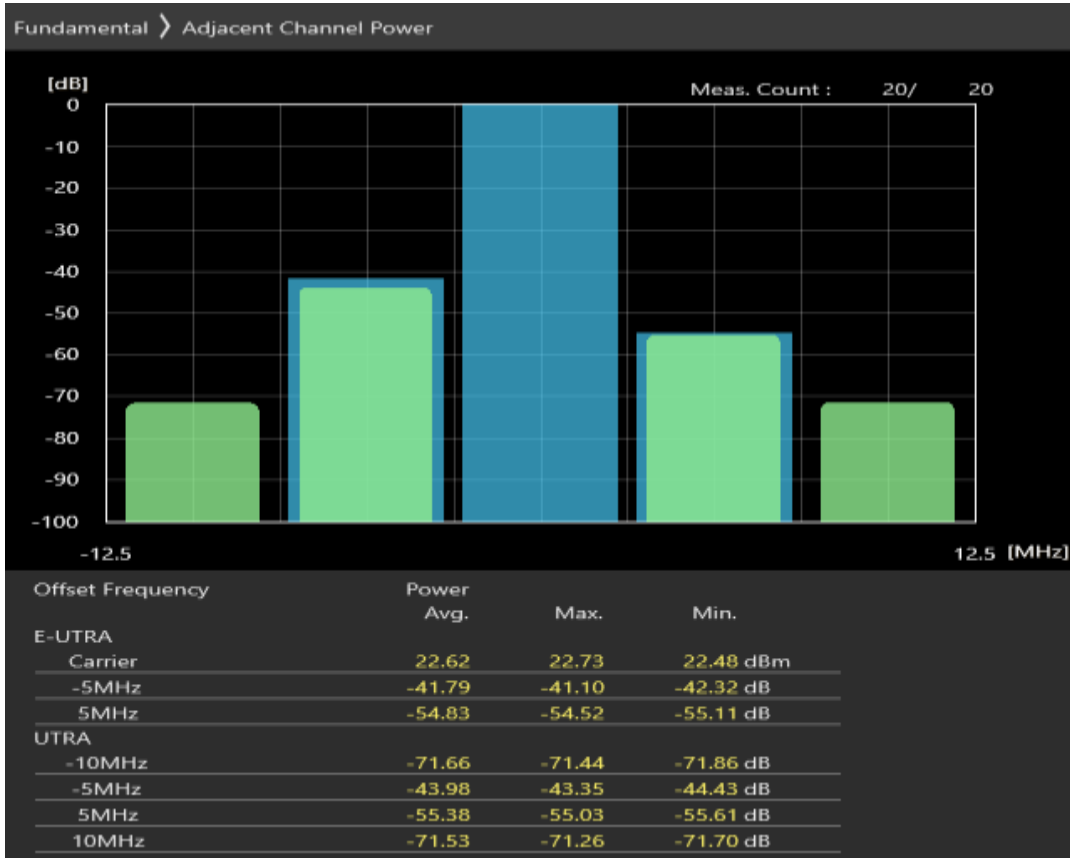 Fundamental 〉 Adjacent Channel Power
[dB]
Meas. Count : 20/ 20
0
-10
-20
-30
-40
-50
-60
-70
-80
-90
-100
-12.5 12.5 [MHz]
Offset Frequency Power
Avg. Max. Min.
E-UTRA
Carrier 22.62 22.73 22.48 dBm
-5MHz -41.79 -41.10 -42.32 dB
5MHz -54.83 -54.52 -55.11 dB
UTRA
-10MHz -71.66 -71.44 -71.86 dB
-5MHz -43.98 -43.35 -44.43 dB
5MHz -55.38 -55.03 -55.61 dB
10MHz -71.53 -71.26 -71.70 dB